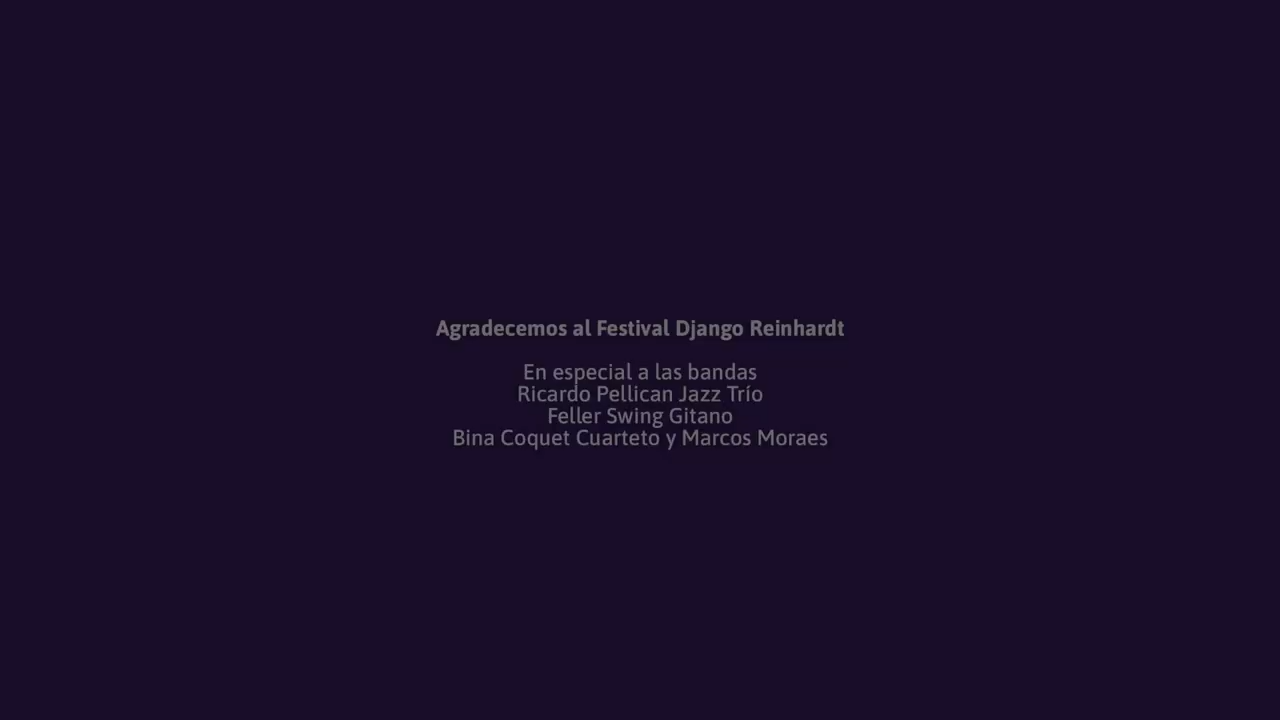 Agradecemos al Festival Django Reinhardt
En especial a las bandas
Ricardo Pellican Jazz Trío
Feller Swing Gitano
Bina Coquet Cuarteto y Marcos Moraes